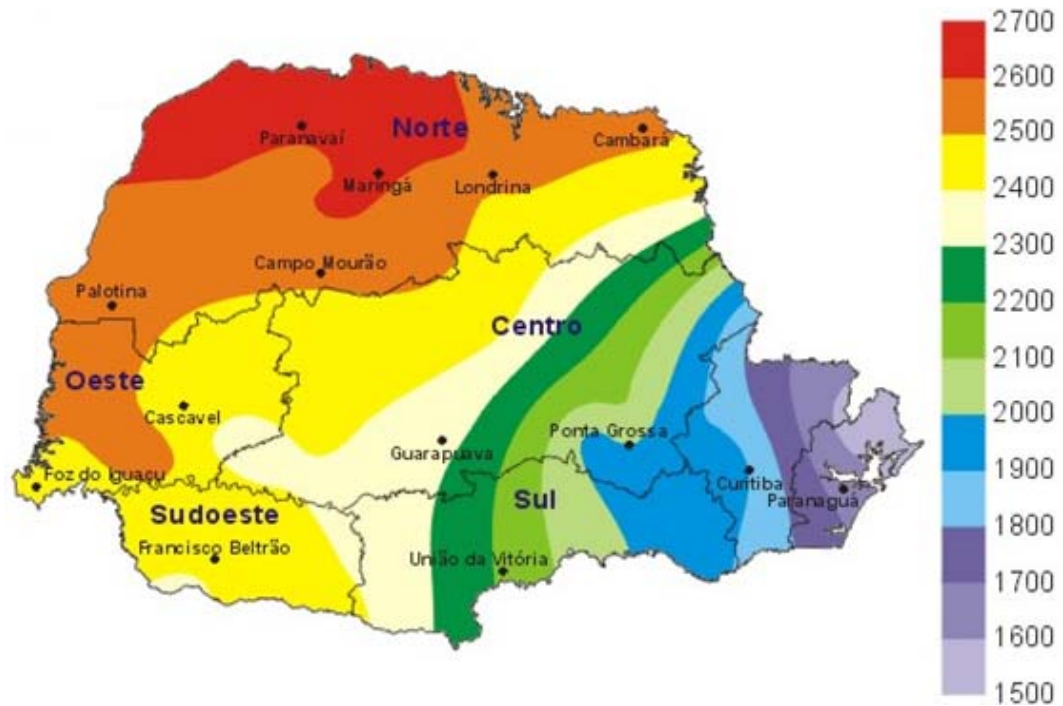 2700
2600
2500
2400
2300
2200
2100
2000
1900
1800
1700
1600
1500
Norte
Paranavaí
Cambará
Maringá
Londrina
Campo Mourão
Palotina
Centro
Oeste
Cascavel
Guarapuava
Ponta Grossa
Foz do Iguaçu
Curitiba
Paranaguá
Sul
Sudoeste
Francisco Beltrão
União da Vitória